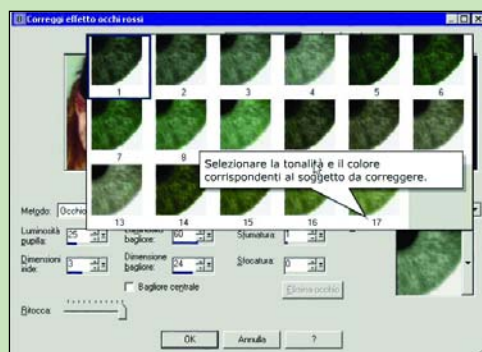 Correggi effetto occhi rossi
1 2 3 4 5 6
7 8
Selezionare la tonalità e il colore
corrispondenti al soggetto da correggere.
13 14 15 16 17
Metodo: Occhio
Luminosità
pupilla: 25
bagliore: 60
Sfumatura: 1
Dimensioni
iride: 3
Dimensione
bagliore: 24
Sfocatura: 0
Bagliore centrale
Elimina occhio
Ritocca:
OK Annulla ?